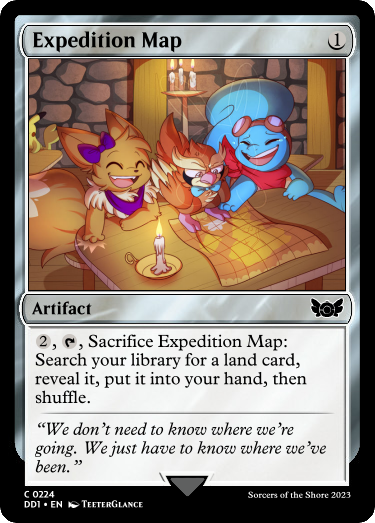 Expedition Map 1
Artifact
2, T, Sacrifice Expedition Map:
Search your library for a land card,
reveal it, put it into your hand, then
shuffle.
“We don’t need to know where we’re
going. We just have to know where we’ve
been.”
C 0224
DD1 • EN TeeterGlance
Sorcers of the Shore 2023